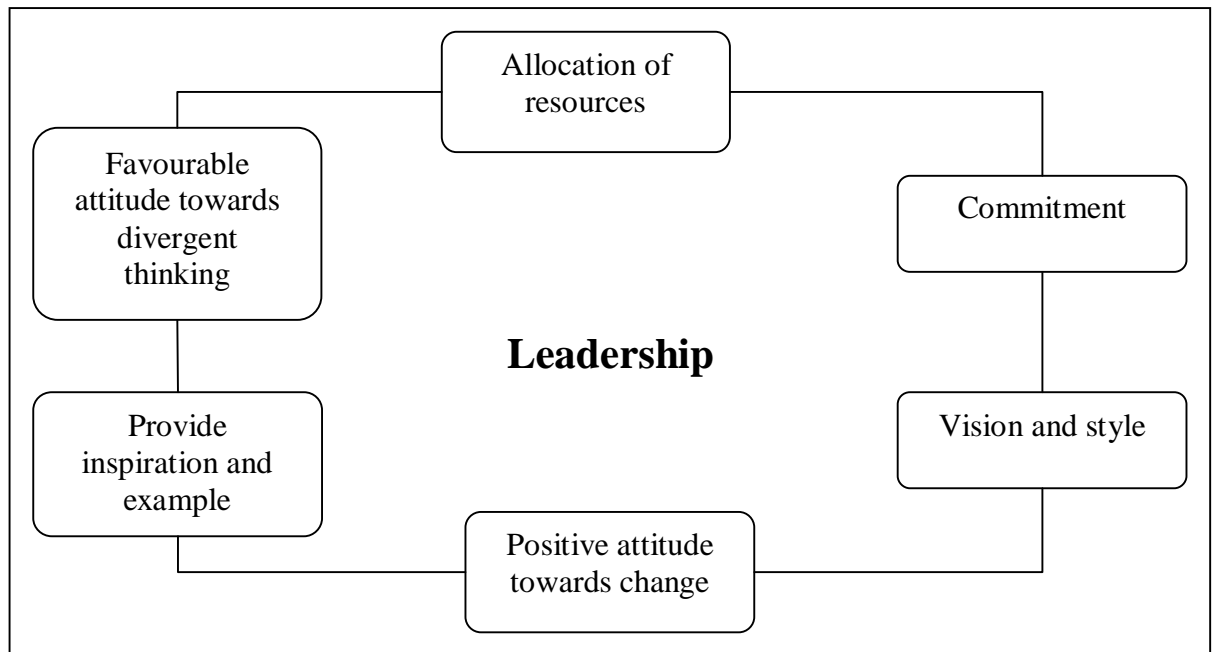 Allocation of
resources
Favourable
attitude towards
divergent
thinking
Commitment
Leadership
Provide
inspiration and
example
Vision and style
Positive attitude
towards change